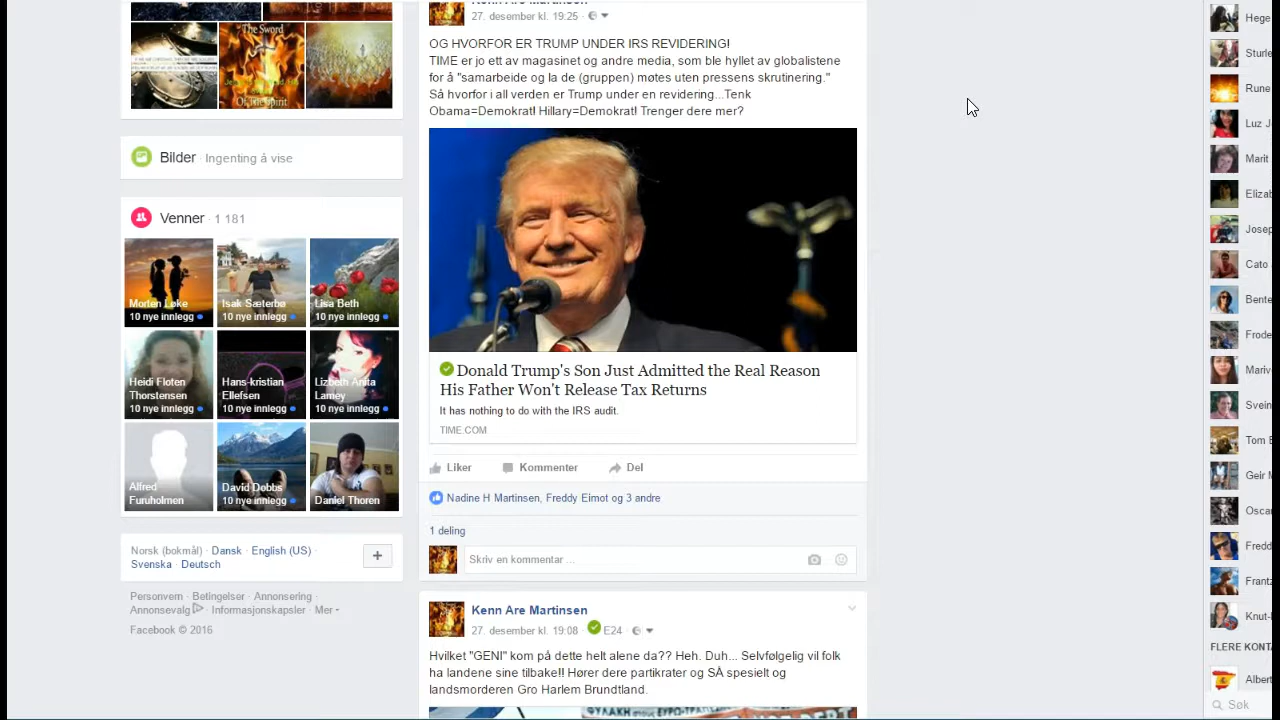 The Sword
Of The Spirit
Bilder · Ingenting å vise
Venner · 1 181
Morten Løke
10 nye innlegg
Isak Sæterbø
10 nye innlegg
Lisa Beth
10 nye innlegg
Heidi Floten
Thorstensen
10 nye innlegg
Hans-kristian
Ellefsen
10 nye innlegg
Lizbeth Anita
Lamey
10 nye innlegg
Alfred
Furuholmen
David Dobbs
10 nye innlegg
Daniel Thoren
Norsk (bokmål) · Dansk · English (US) ·
Svenska · Deutsch
+
Personvern · Betingelser · Annonsering ·
Annonsevalg · Informasjonskapsler · Mer
Facebook © 2016
Kenn Are Martinsen
27. desember kl. 19:25 ·
OG HVORFOR ER TRUMP UNDER IRS REVIDERING!
TIME er jo ett av magasinet og pressemedia, som ble hyllet av globalistene
for å "samarbeide og la de (gruppen) møtes uten pressens skrutinering."
Så hvorfor i all verden er Trump under en revidering...Tenk
Obama=Demokrat! Hillary=Demokrat! Trenger dere mer?
Donald Trump's Son Just Admitted the Real Reason
His Father Won't Release Tax Returns
It has nothing to do with the IRS audit.
TIME.COM
Liker Kommenter Del
Nadine H Martinsen, Freddy Eimot og 3 andre
1 deling
Skriv en kommentar ...
Kenn Are Martinsen
27. desember kl. 19:08 · E24 ·
Hvilket "GENI" kom på dette helt alene da?? Heh. Duh... Selvfølgelig vil folk
ha landene sine tilbake!! Hører dere partikrater og SÅ spesielt og
landsmorderen Gro Harlem Brundtland.
ΦΥΛΑΚΗ
Hege
Sturle
Rune
Luz J
Marit
Elizab
Josep
Cato
Bente
Frode
Mariv
Svein
Tom E
Geir M
Oscar
Fredd
Frantz
Knut-
FLERE KONTA
Albert
Søk